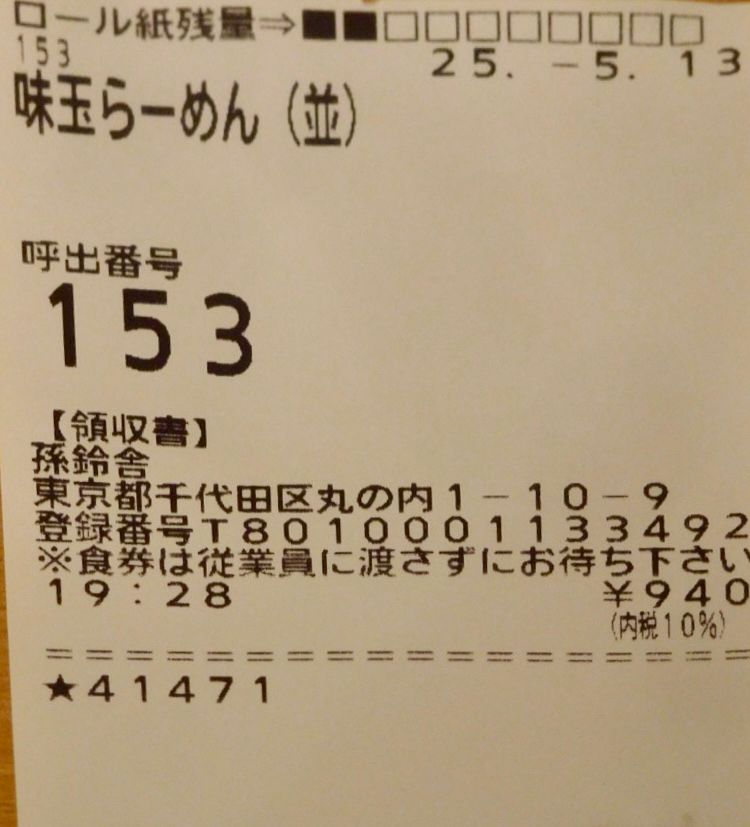 ロール紙残量⇒■■□□□□□□□□
153
25.-5.13
味玉らーめん(並)
呼出番号
153
【領収書】
孫鈴舎
東京都千代田区丸の内1-10-9
登録番号T8010001133492
※食券は従業員に渡さずにお待ち下さい
19:28 ¥940
(内税10%)
=====================
★41471